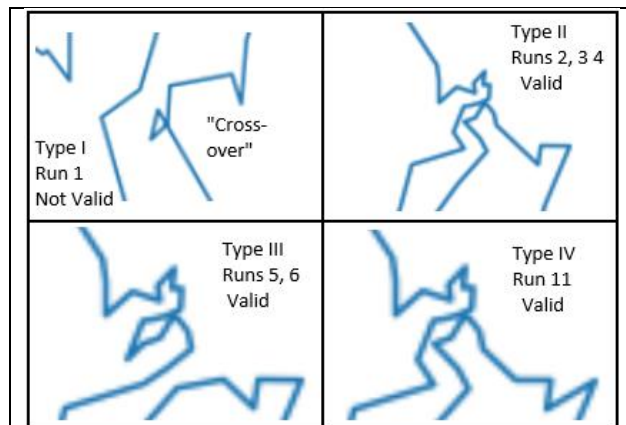 Type I
Run 1
Not Valid
"Cross-
over"
Type II
Runs 2, 3 4
Valid
Type III
Runs 5, 6
Valid
Type IV
Run 11
Valid